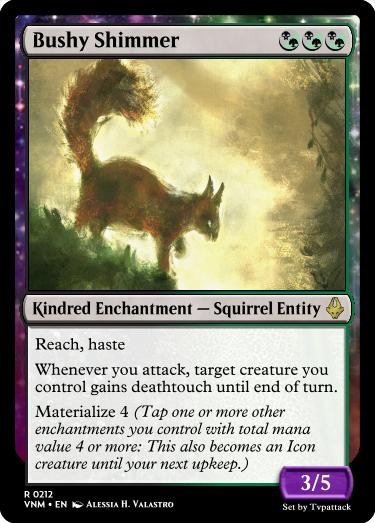 Bushy Shimmer
Kindred Enchantment — Squirrel Entity
Reach, haste
Whenever you attack, target creature you
control gains deathtouch until end of turn.
Materialize 4 (Tap one or more other
enchantments you control with total mana
value 4 or more: This also becomes an Icon
creature until your next upkeep.)
3/5
R 0212
VNM • EN Alessia H. Valastro
Set by Tvpattack